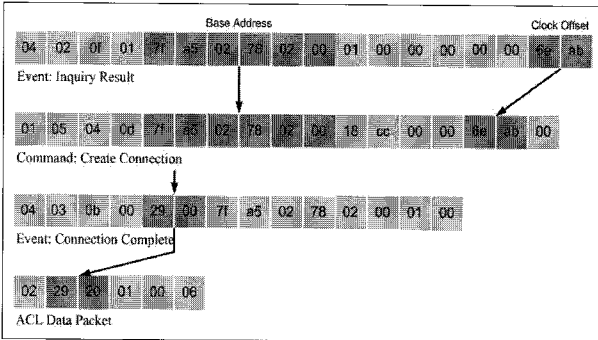 Base Address
Clock Offset
04 02 0f 01 7f a5 02 78 02 00 01 00 00 00 00 00 6e ab
Event: Inquiry Result
01 05 04 0d 7f a5 02 78 02 00 18 cc 00 00 6e ab 00
Command: Create Connection
04 03 0b 00 29 00 7f a5 02 78 02 00 01 00
Event: Connection Complete
02 29 20 01 00 06
ACL Data Packet